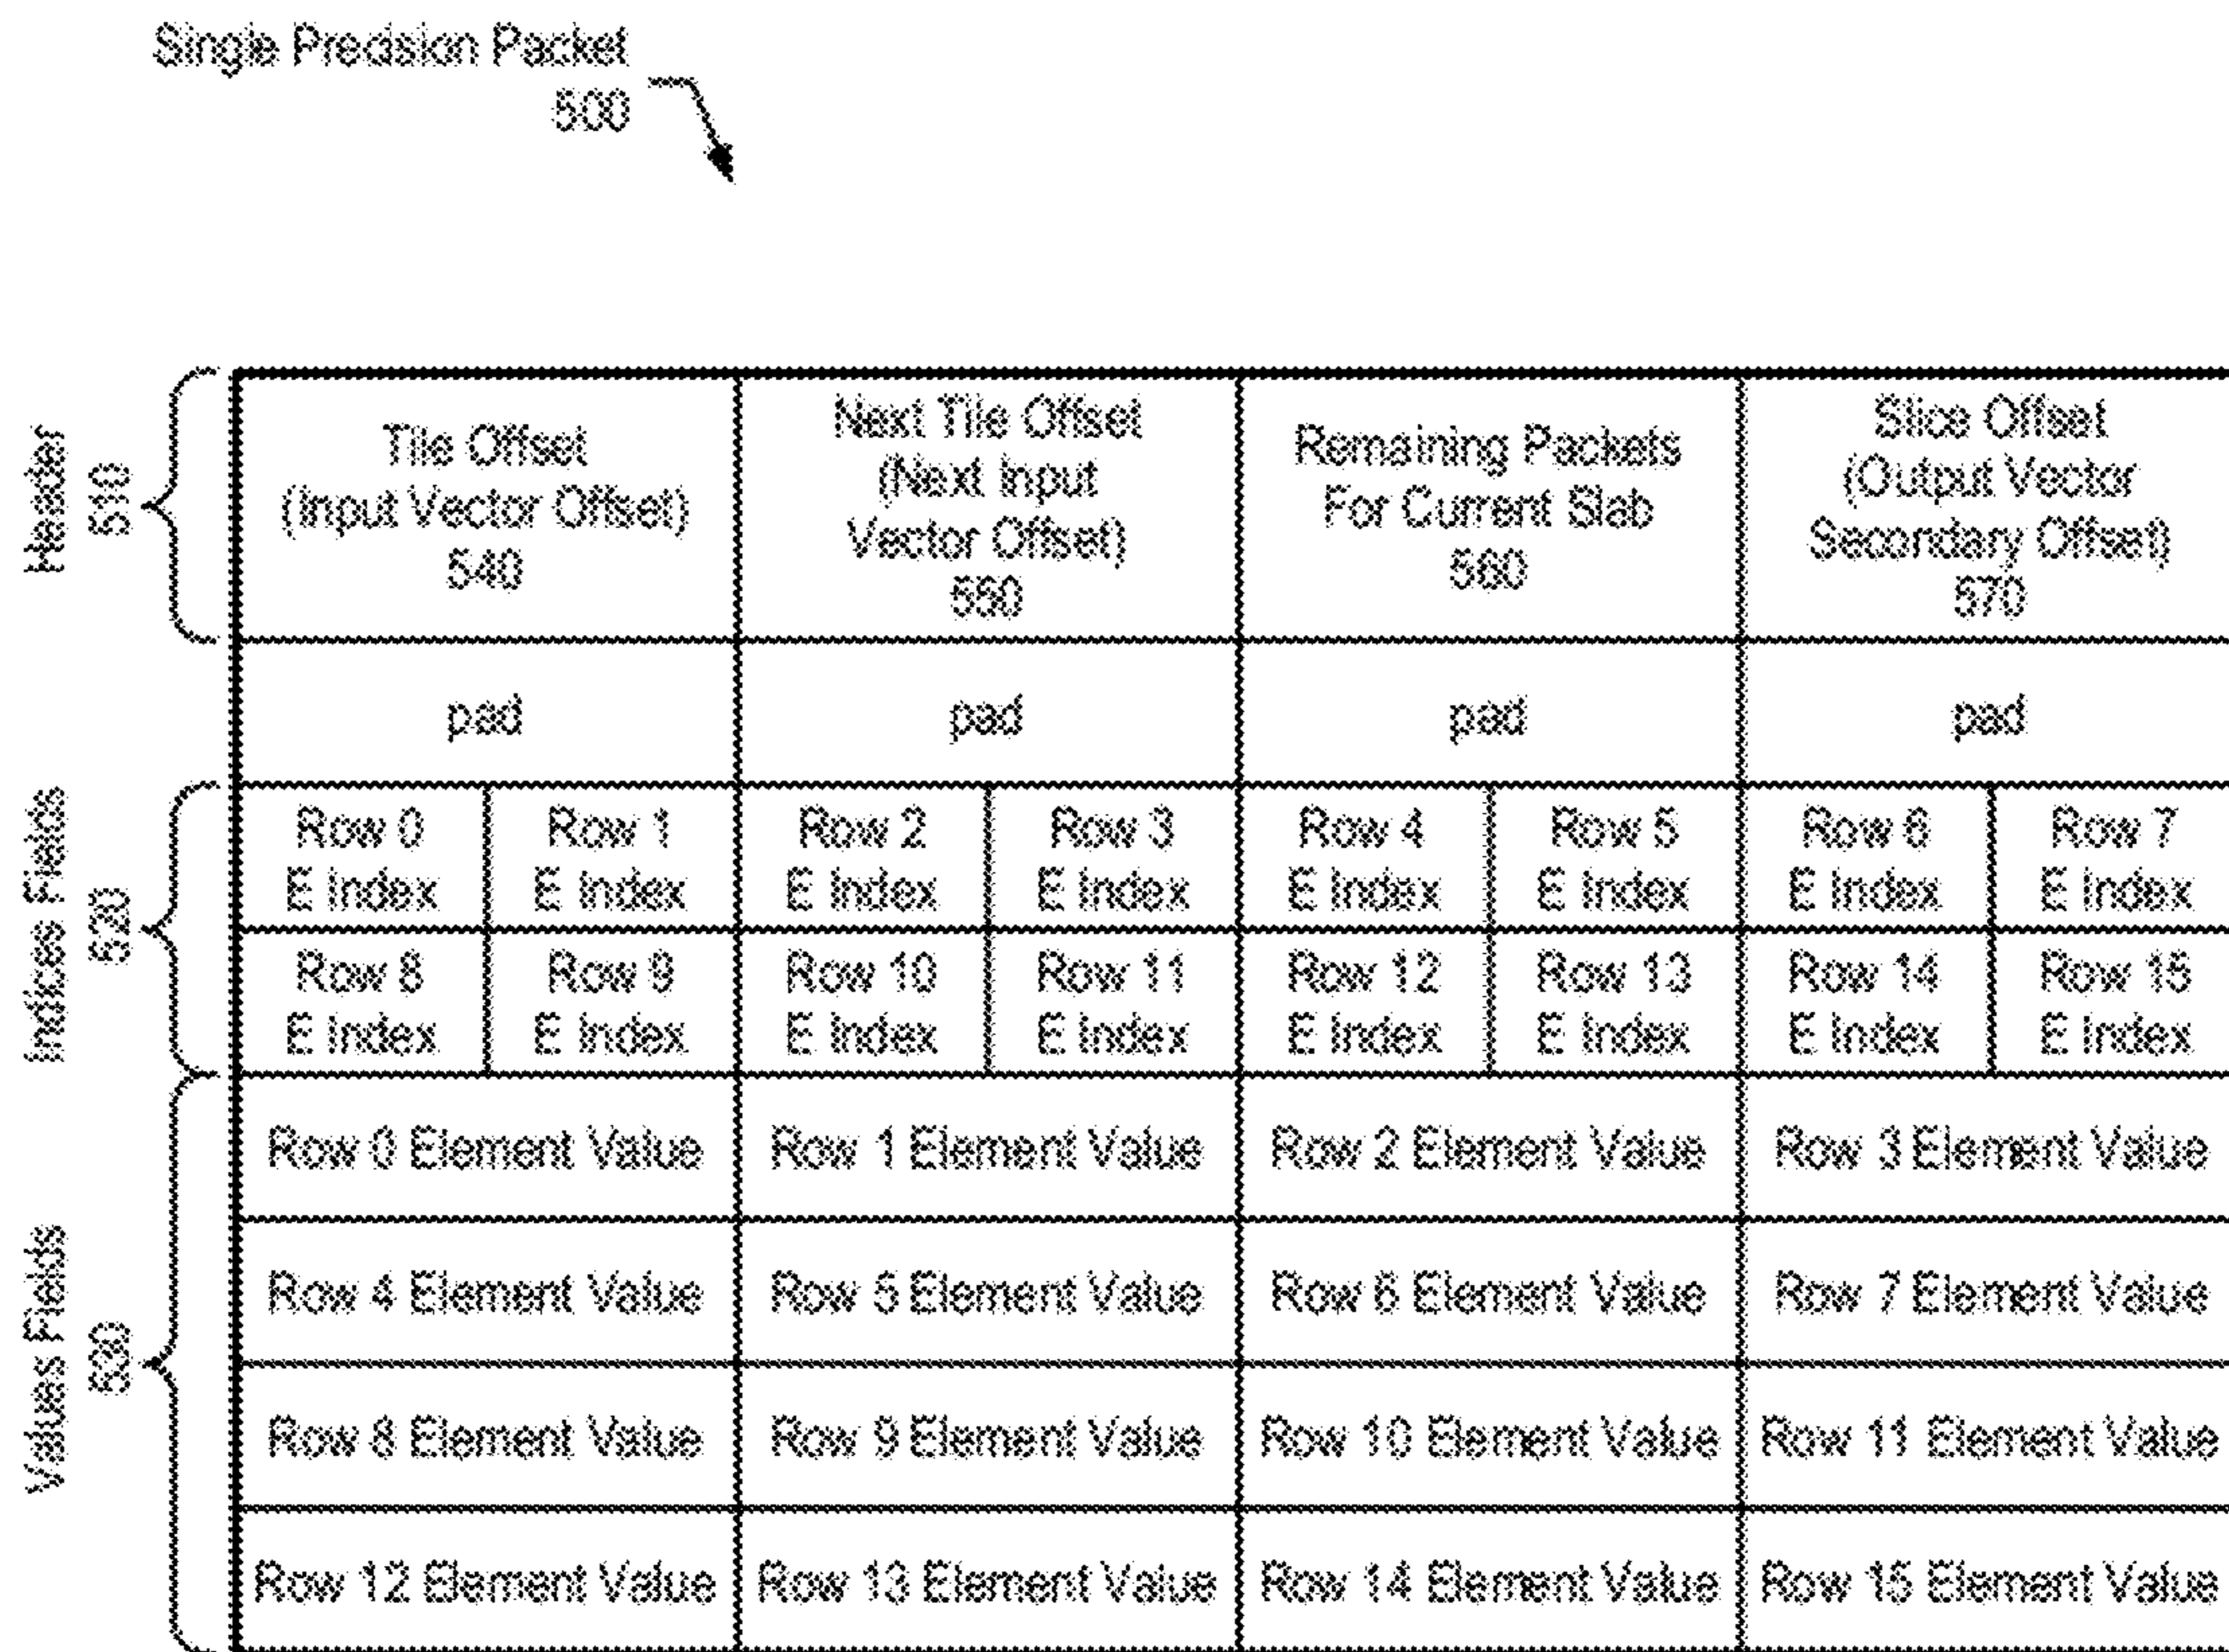 Single Precision Packet
500
Header
510
Tile Offset
(Input Vector Offset)
540
Next Tile Offset
(Next Input
Vector Offset)
550
Remaining Packets
For Current Slab
560
Slice Offset
(Output Vector
Secondary Offset)
570
pad
pad
pad
pad
Indices Fields
520
Row 0
E Index
Row 1
E Index
Row 2
E Index
Row 3
E Index
Row 4
E Index
Row 5
E Index
Row 6
E Index
Row 7
E Index
Row 8
E Index
Row 9
E Index
Row 10
E Index
Row 11
E Index
Row 12
E Index
Row 13
E Index
Row 14
E Index
Row 15
E Index
Values Fields
530
Row 0 Element Value
Row 1 Element Value
Row 2 Element Value
Row 3 Element Value
Row 4 Element Value
Row 5 Element Value
Row 6 Element Value
Row 7 Element Value
Row 8 Element Value
Row 9 Element Value
Row 10 Element Value
Row 11 Element Value
Row 12 Element Value
Row 13 Element Value
Row 14 Element Value
Row 15 Element Value